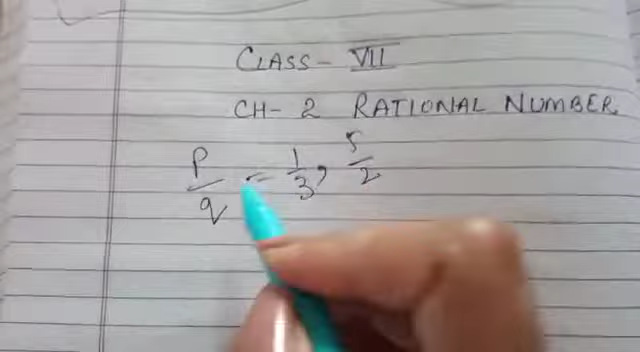 CLASS - VII
CH- 2 RATIONAL NUMBER
p/q = 1/3, 5/2